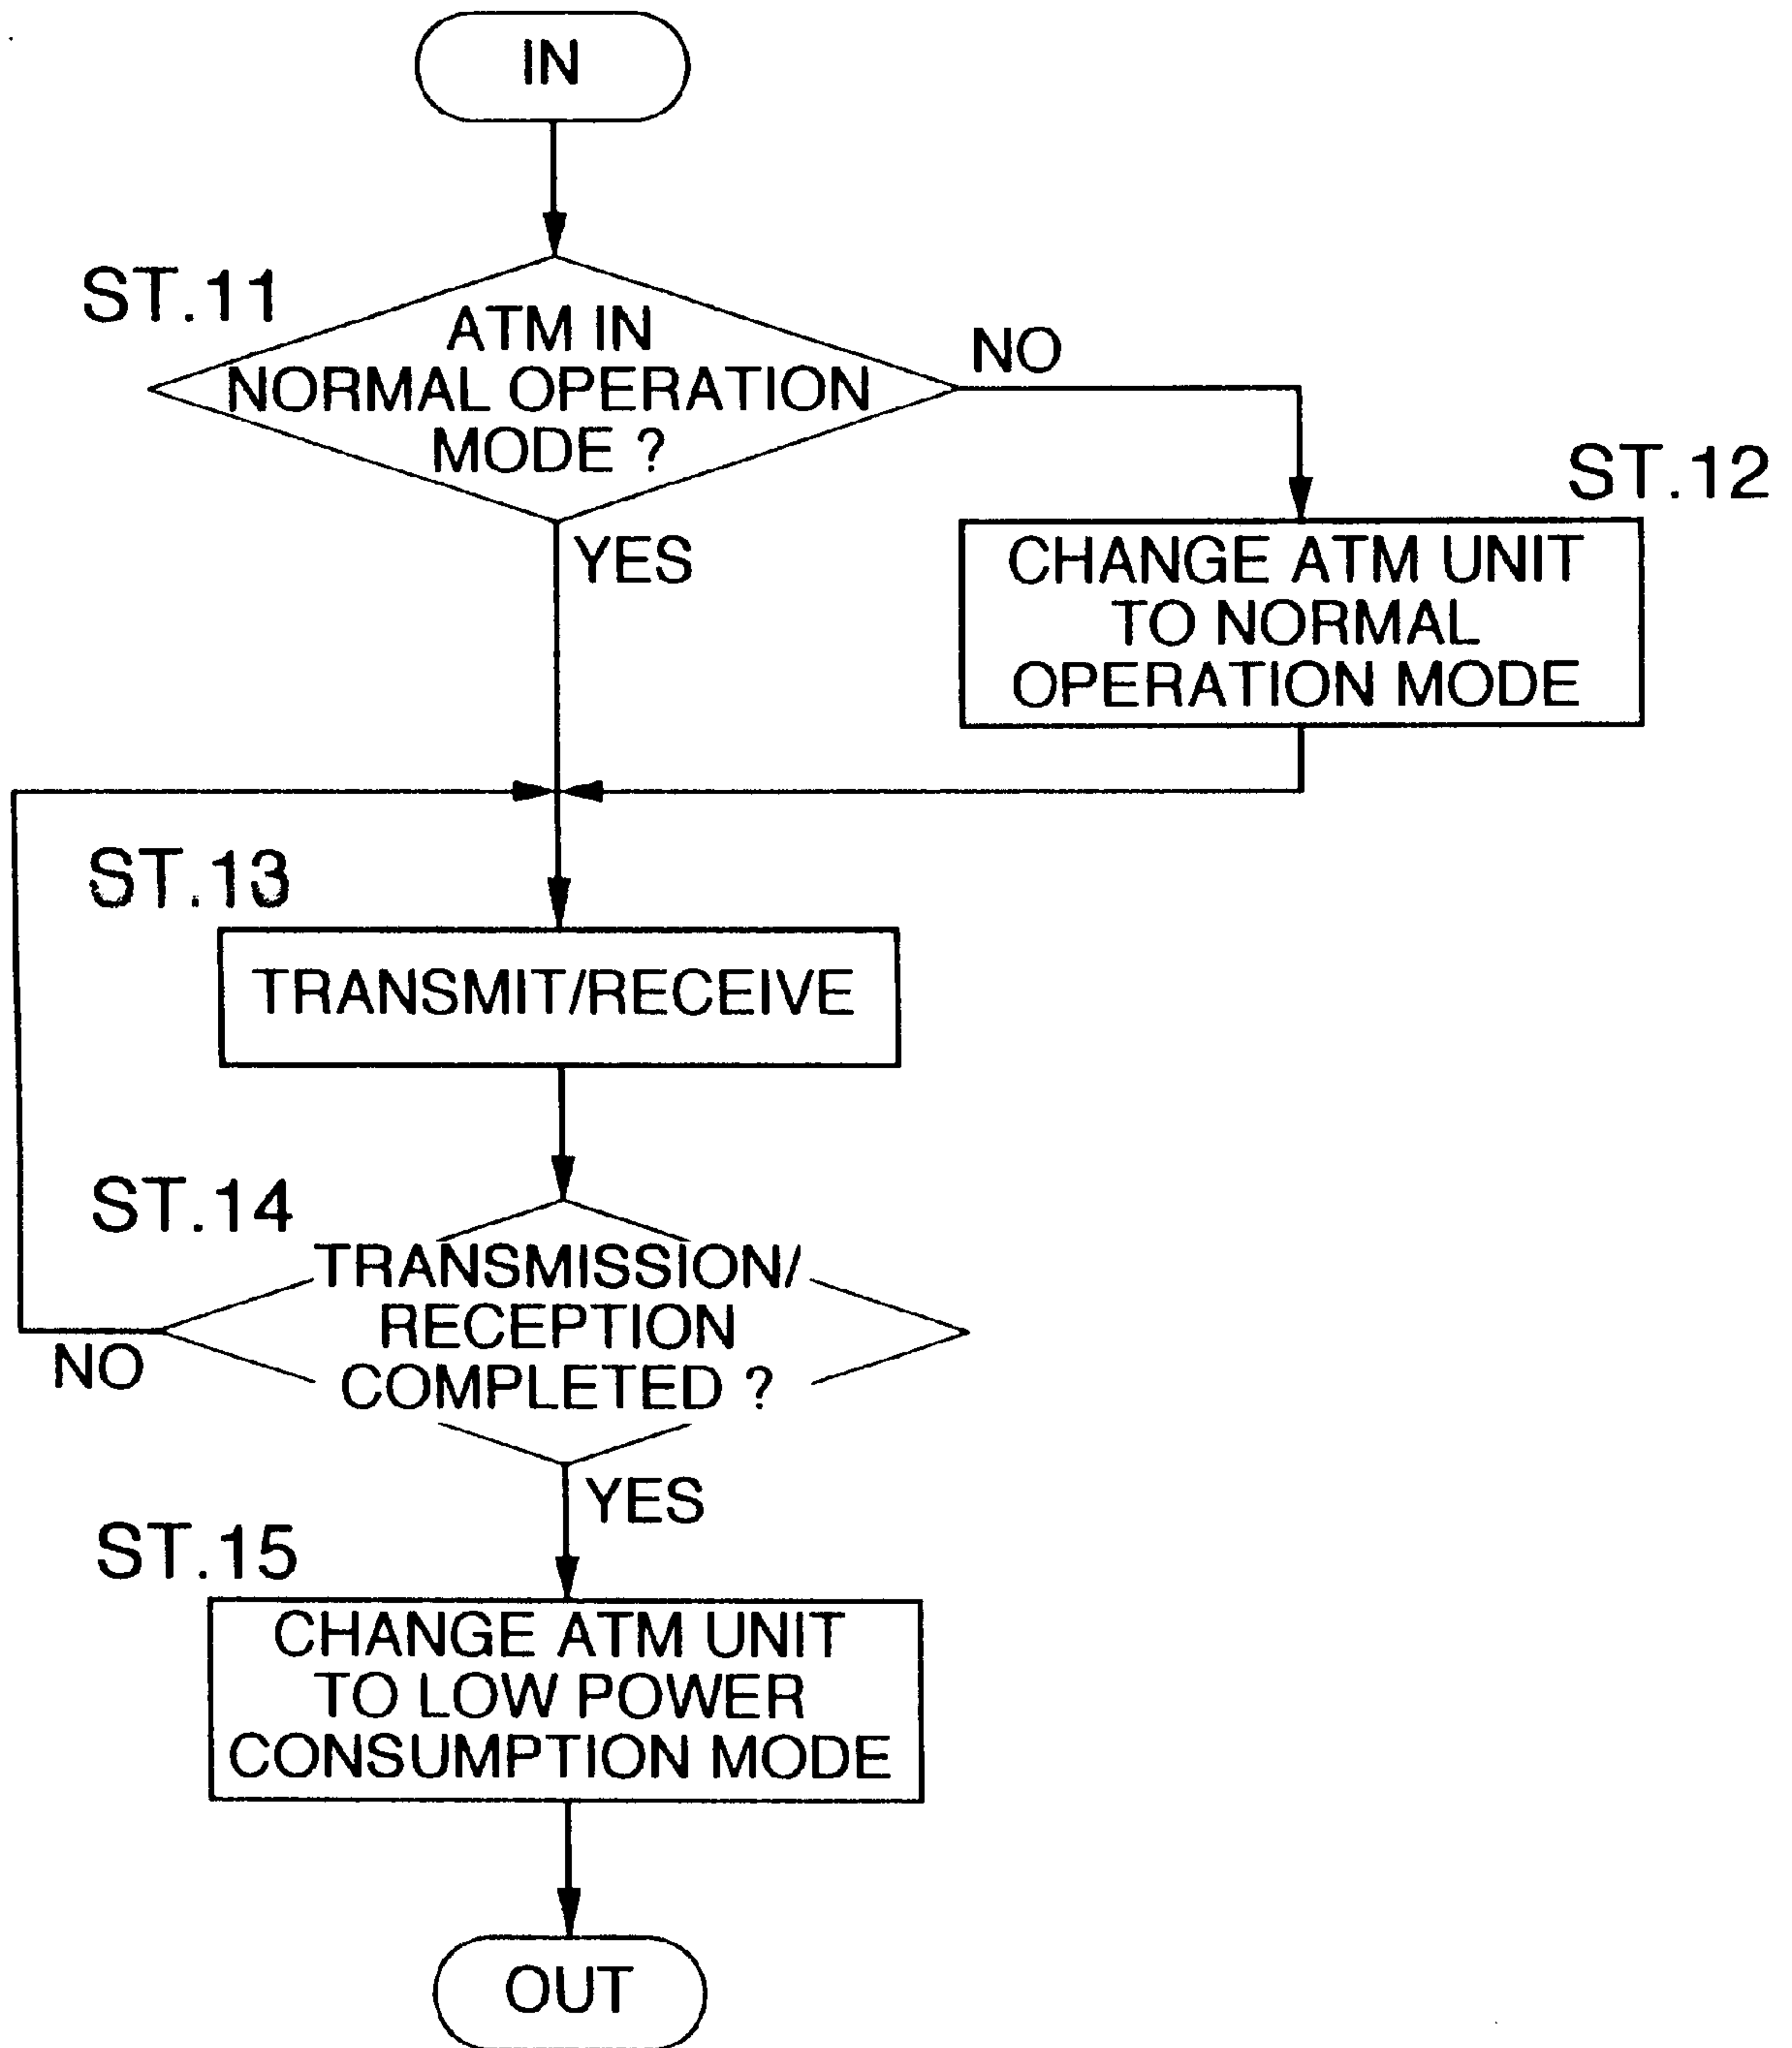 IN
ST.11
ATM IN
NORMAL OPERATION
MODE ?
NO
YES
ST.12
CHANGE ATM UNIT
TO NORMAL
OPERATION MODE
ST.13
TRANSMIT/RECEIVE
ST.14
TRANSMISSION/
RECEPTION
COMPLETED ?
NO
YES
ST.15
CHANGE ATM UNIT
TO LOW POWER
CONSUMPTION MODE
OUT